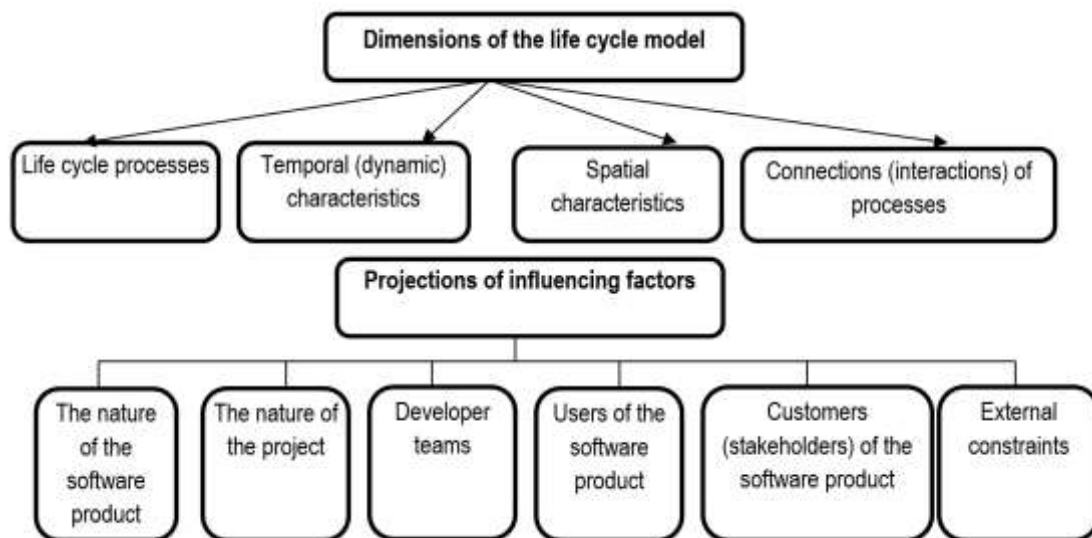 Dimensions of the life cycle model
Life cycle processes
Temporal (dynamic)
characteristics
Spatial
characteristics
Connections (interactions) of
processes
Projections of influencing factors
The nature
of the
software
product
The nature of
the project
Developer
teams
Users of the
software
product
Customers
(stakeholders) of the
software product
External
constraints